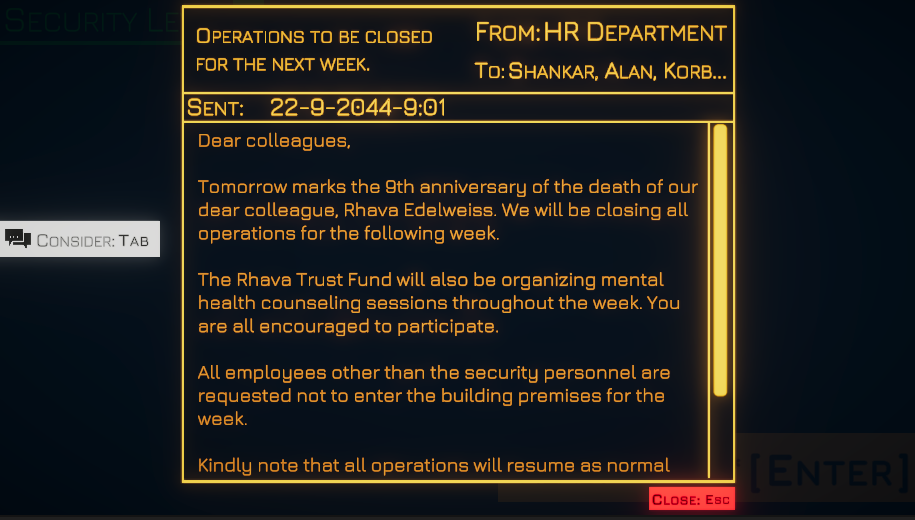 Security Le
Operations to be closed
for the next week.
From: HR Department
To: Shankar, Alan, Korb...
Sent: 22-9-2044-9:01
Dear colleagues,
Tomorrow marks the 9th anniversary of the death of our
dear colleague, Rhava Edelweiss. We will be closing all
operations for the following week.
The Rhava Trust Fund will also be organizing mental
health counseling sessions throughout the week. You
are all encouraged to participate.
All employees other than the security personnel are
requested not to enter the building premises for the
week.
Kindly note that all operations will resume as normal
Consider: Tab
[Enter]
Close: Esc